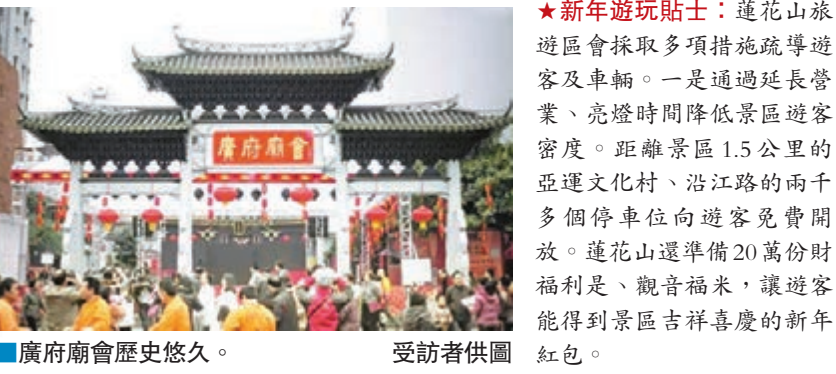 廣府廟會
■廣府廟會歷史悠久。 受訪者供圖
★新年遊玩貼士：蓮花山旅
遊區會採取多項措施疏導遊
客及車輛。一是通過延長營
業、亮燈時間降低景區遊客
密度。距離景區1.5公里的
亞運文化村、沿江路的兩千
多個停車位向遊客免費開
放。蓮花山還準備20萬份財
福利是、觀音福米，讓遊客
能得到景區吉祥喜慶的新年
紅包。